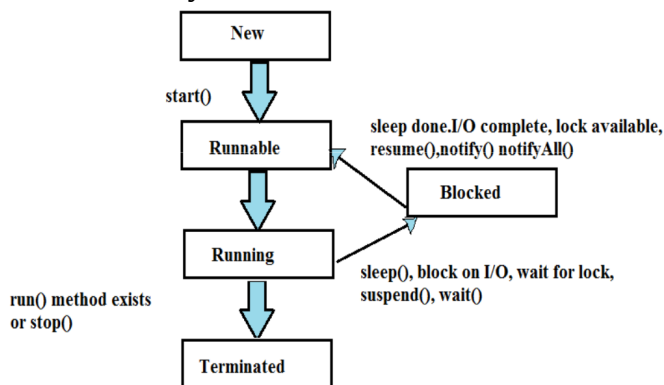 New
start()
sleep done.I/O complete, lock available,
resume(),notify() notifyAll()
Runnable
Blocked
Running
sleep(), block on I/O, wait for lock,
suspend(), wait()
run() method exists
or stop()
Terminated